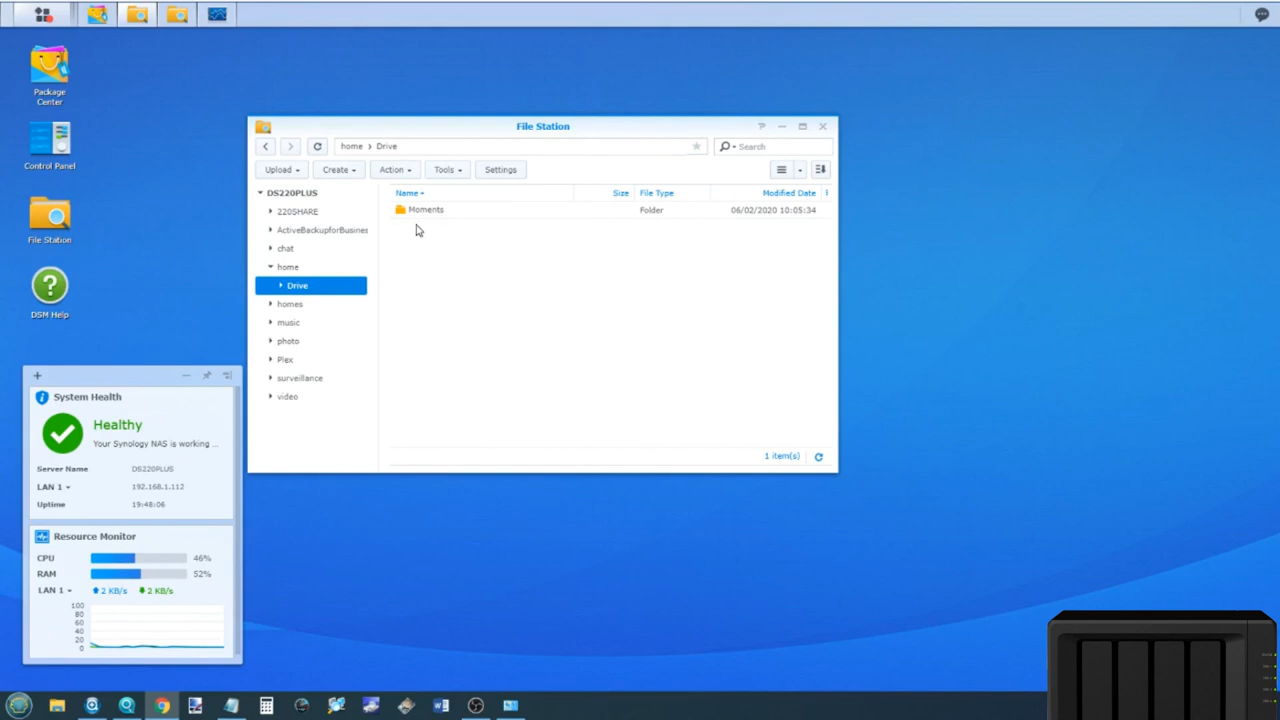 Package
Center
Control Panel
File Station
DSM Help
File Station
home › Drive
Search
Upload
Create
Action
Tools
Settings
DS220PLUS
220SHARE
ActiveBackupforBusines
chat
home
Drive
homes
music
photo
Plex
surveillance
video
Name Size File Type Modified Date
Moments Folder 06/02/2020 10:05:34
1 item(s)
System Health
Healthy
Your Synology NAS is working ...
Server Name DS220PLUS
LAN 1 192.168.1.112
Uptime 19:48:06
Resource Monitor
CPU 46%
RAM 52%
LAN 1 2 KB/s 2 KB/s
100
80
60
40
20
0